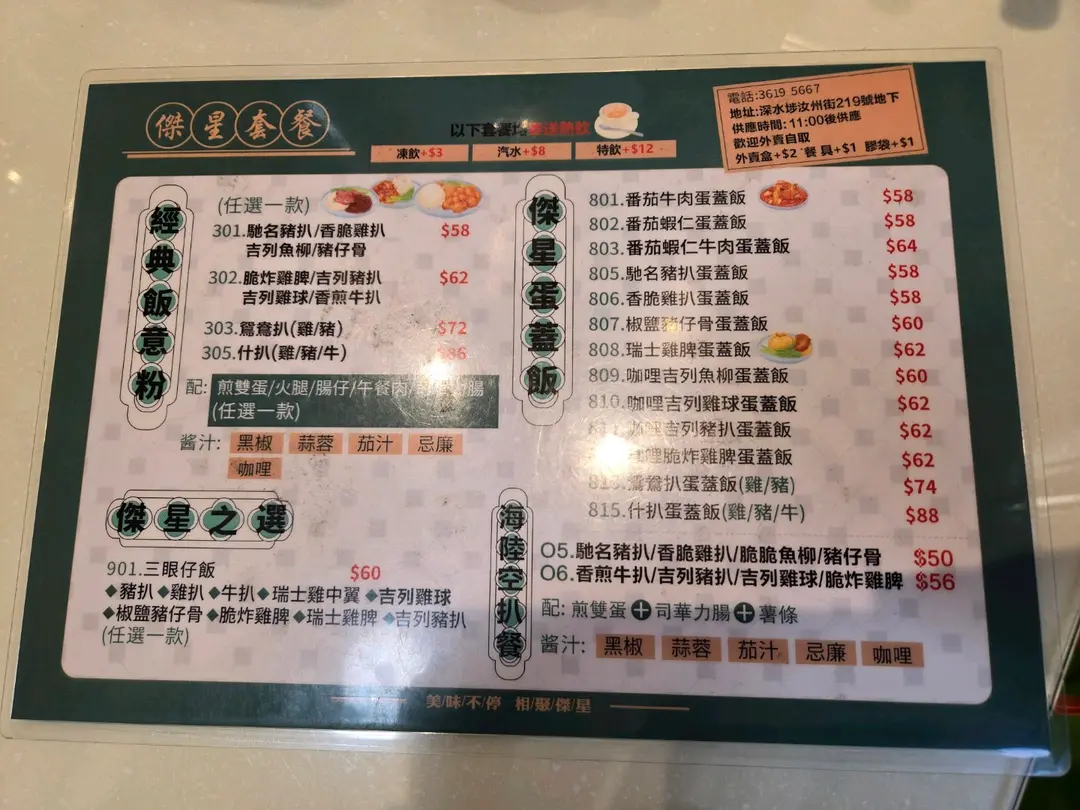 傑星套餐
以下套餐均送熱飲
凍飲+$3 汽水+$8 特飲+$12
電話:3619 5667
地址:深水埗汝州街219號地下
供應時間:11:00後供應
歡迎外賣自取
外賣盒+$2 餐具+$1 膠袋+$1
經典飯意粉
(任選一款)
301.馳名豬扒/香脆雞扒 $58
吉列魚柳/豬仔骨
302.脆炸雞脾/吉列豬扒 $62
吉列雞球/香煎牛扒
303.鴛鴦扒(雞/豬) $72
305.什扒(雞/豬/牛) $86
配: 煎雙蛋/火腿/腸仔/午餐肉/
(任選一款)
酱汁: 黑椒 蒜蓉 茄汁 忌廉
咖哩
傑星之選
901.三眼仔飯 $60
◆豬扒◆雞扒◆牛扒◆瑞士雞中翼◆吉列雞球
◆椒鹽豬仔骨◆脆炸雞脾◆瑞士雞脾◆吉列豬扒
(任選一款)
傑星蛋蓋飯
801.番茄牛肉蛋蓋飯 $58
802.番茄蝦仁蛋蓋飯 $58
803.番茄蝦仁牛肉蛋蓋飯 $64
805.馳名豬扒蛋蓋飯 $58
806.香脆雞扒蛋蓋飯 $58
807.椒鹽豬仔骨蛋蓋飯 $60
808.瑞士雞脾蛋蓋飯 $62
809.咖哩吉列魚柳蛋蓋飯 $60
810.咖哩吉列雞球蛋蓋飯 $62
咖哩吉列豬扒蛋蓋飯 $62
咖哩脆炸雞脾蛋蓋飯 $62
813.鴛鴦扒蛋蓋飯(雞/豬) $74
815.什扒蛋蓋飯(雞/豬/牛) $88
海陸空扒餐
05.馳名豬扒/香脆雞扒/脆脆魚柳/豬仔骨 $50
06.香煎牛扒/吉列豬扒/吉列雞球/脆炸雞脾 $56
配: 煎雙蛋+司華力腸+薯條
酱汁: 黑椒 蒜蓉 茄汁 忌廉 咖哩
美/味/不/停 相/聚/傑/星